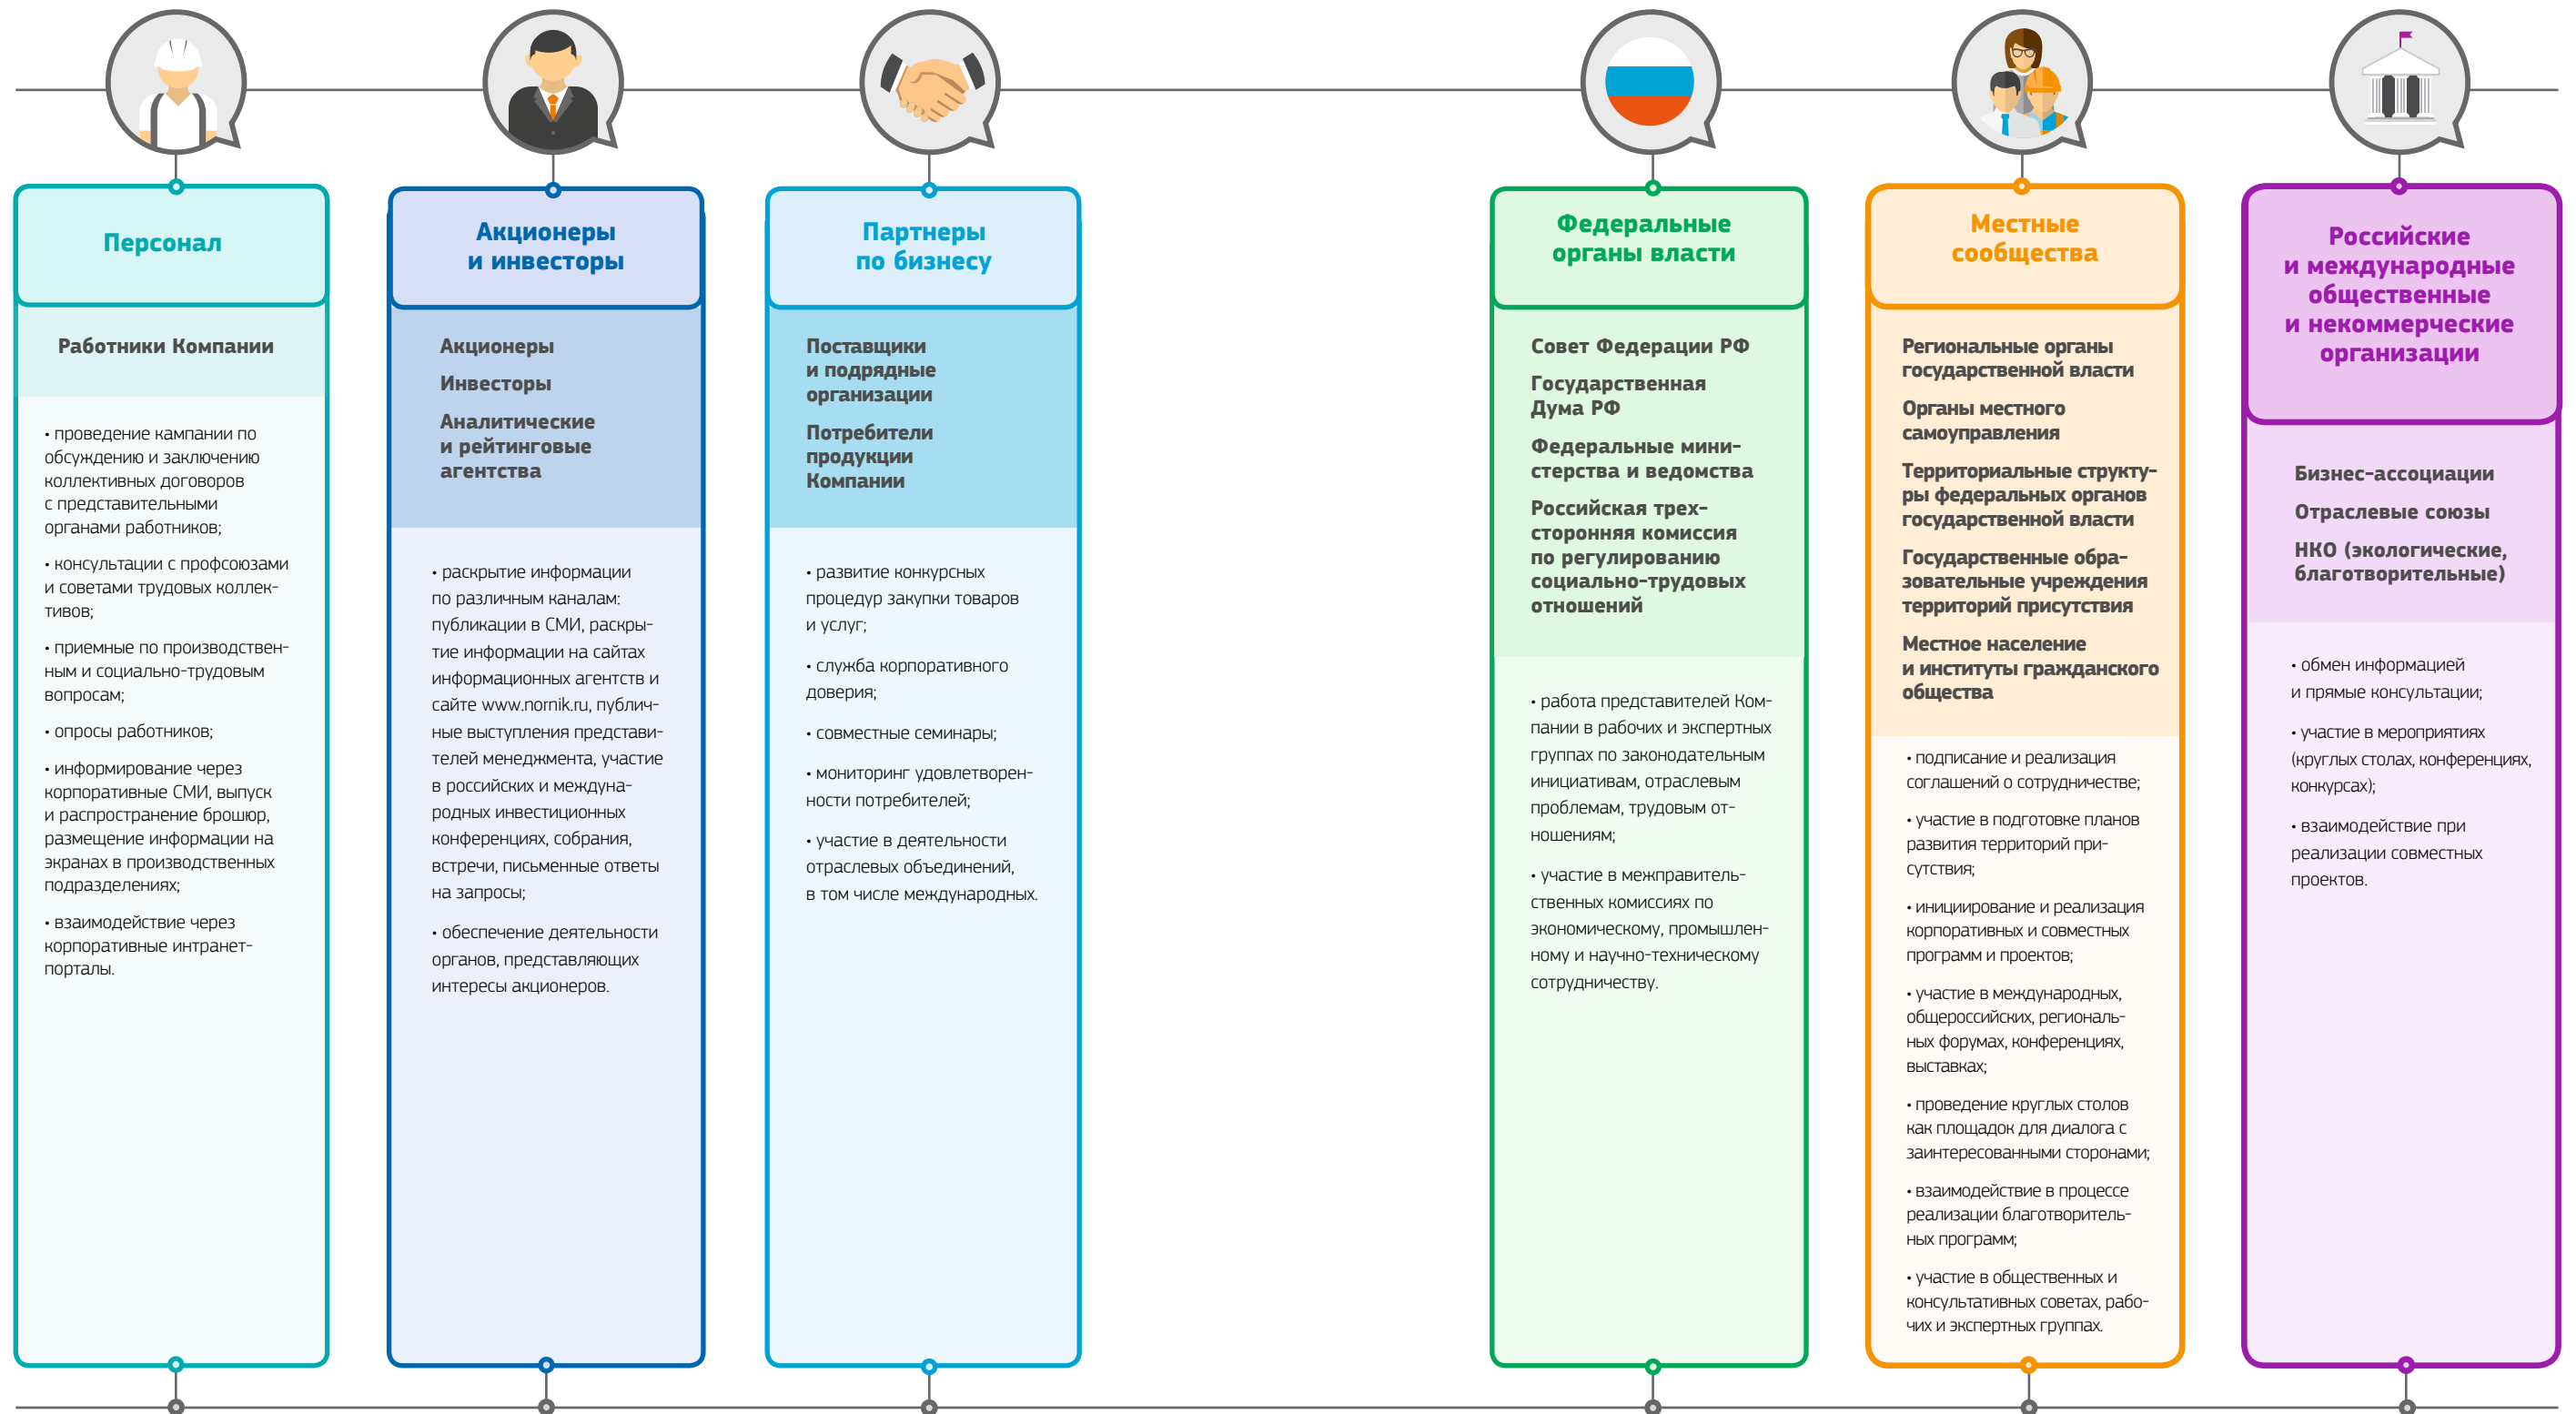 Персонал
Работники Компании
• проведение кампании по
обсуждению и заключению
коллективных договоров
с представительными
органами работников;
• консультации с профсоюзами
и советами трудовых коллек-
тивов;
• приемные по производствен-
ным и социально-трудовым
вопросам;
• опросы работников;
• информирование через
корпоративные СМИ, выпуск
и распространение брошюр,
размещение информации на
экранах в производственных
подразделениях;
• взаимодействие через
корпоративные интранет-
порталы.
Акционеры
и инвесторы
Акционеры
Инвесторы
Аналитические
и рейтинговые
агентства
• раскрытие информации
по различным каналам:
публикации в СМИ, раскры-
тие информации на сайтах
информационных агентств и
сайте www.nornik.ru, публич-
ные выступления представи-
телей менеджмента, участие
в российских и междуна-
родных инвестиционных
конференциях, собрания,
встречи, письменные ответы
на запросы;
• обеспечение деятельности
органов, представляющих
интересы акционеров.
Партнеры
по бизнесу
Поставщики
и подрядные
организации
Потребители
продукции
Компании
• развитие конкурсных
процедур закупки товаров
и услуг;
• служба корпоративного
доверия;
• совместные семинары;
• мониторинг удовлетворен-
ности потребителей;
• участие в деятельности
отраслевых объединений,
в том числе международных.
Федеральные
органы власти
Совет Федерации РФ
Государственная
Дума РФ
Федеральные мини-
стерства и ведомства
Российская трех-
сторонняя комиссия
по регулированию
социально-трудовых
отношений
• работа представителей Ком-
пании в рабочих и экспертных
группах по законодательным
инициативам, отраслевым
проблемам, трудовым от-
ношениям;
• участие в межправитель-
ственных комиссиях по
экономическому, промышлен-
ному и научно-техническому
сотрудничеству.
Местные
сообщества
Региональные органы
государственной власти
Органы местного
самоуправления
Территориальные структу-
ры федеральных органов
государственной власти
Государственные обра-
зовательные учреждения
территорий присутствия
Местное население
и институты гражданского
общества
• подписание и реализация
соглашений о сотрудничестве;
• участие в подготовке планов
развития территорий при-
сутствия;
• инициирование и реализация
корпоративных и совместных
программ и проектов;
• участие в международных,
общероссийских, региональ-
ных форумах, конференциях,
выставках;
• проведение круглых столов
как площадок для диалога с
заинтересованными сторонами;
• взаимодействие в процессе
реализации благотворитель-
ных программ;
• участие в общественных и
консультативных советах, рабо-
чих и экспертных группах.
Российские
и международные
общественные
и некоммерческие
организации
Бизнес-ассоциации
Отраслевые союзы
НКО (экологические,
благотворительные)
• обмен информацией
и прямые консультации;
• участие в мероприятиях
(круглых столах, конференциях,
конкурсах);
• взаимодействие при
реализации совместных
проектов.